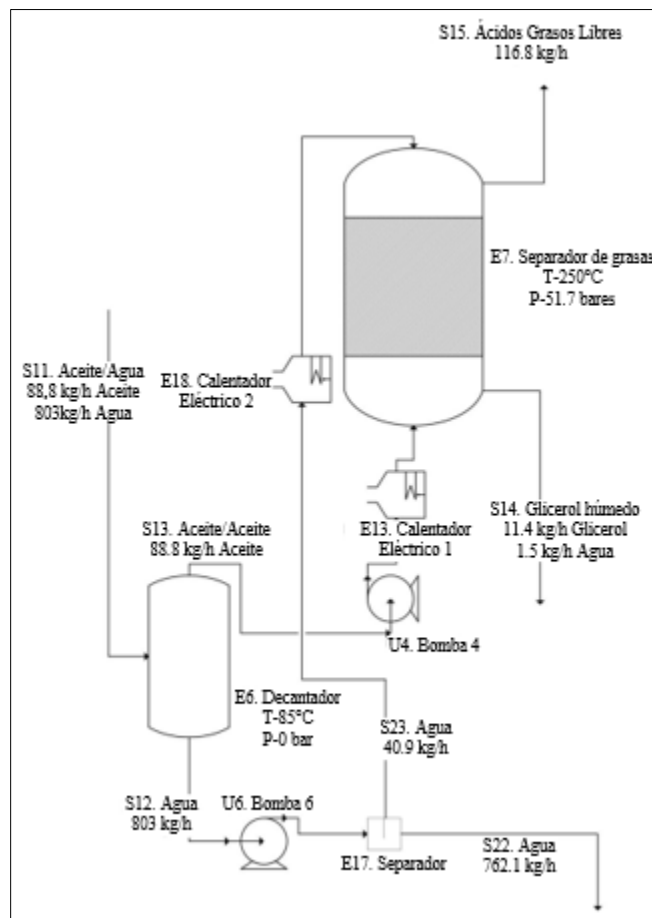 S15. Ácidos Grasos Libres
116.8 kg/h
E7. Separador de grasas
T-250°C
P-51.7 bares
S11. Aceite/Agua
88,8 kg/h Aceite
803kg/h Agua
E18. Calentador
Eléctrico 2
S14. Glicerol húmedo
11.4 kg/h Glicerol
1.5 kg/h Agua
S13. Aceite/Aceite
88.8 kg/h Aceite
E13. Calentador
Eléctrico 1
U4. Bomba 4
E6. Decantador
T-85°C
P-0 bar
S23. Agua
40.9 kg/h
S12. Agua
803 kg/h
U6. Bomba 6
E17. Separador
S22. Agua
762.1 kg/h